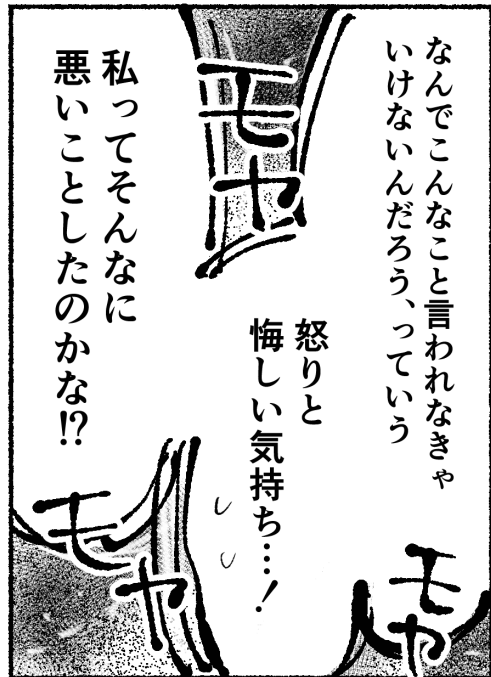 なんでこんなこと言われなきゃ
いけないんだろう、っていう
モヤ
怒りと
悔しい気持ち…!
私ってそんなに
悪いことしたのかな!?
モヤ
モヤ